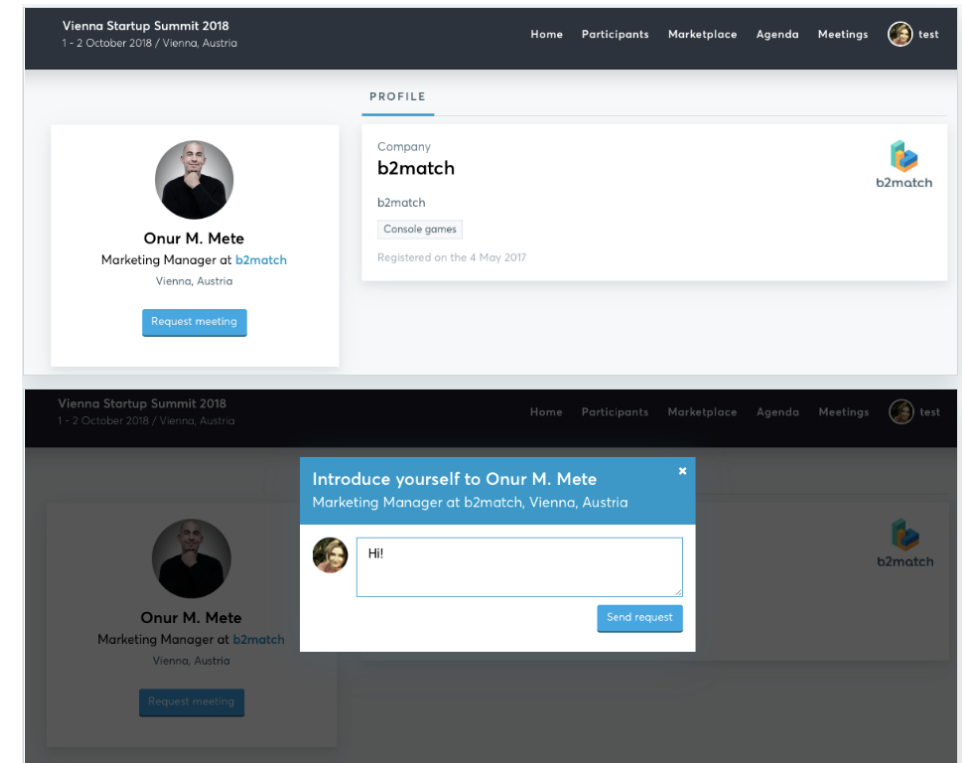 Vienna Startup Summit 2018
1 - 2 October 2018 / Vienna, Austria
Home Participants Marketplace Agenda Meetings test
PROFILE
Onur M. Mete
Marketing Manager at b2match
Vienna, Austria
Request meeting
Company
b2match
b2match
Console games
Registered on the 4 May 2017
b2match
Vienna Startup Summit 2018
1 - 2 October 2018 / Vienna, Austria
Home Participants Marketplace Agenda Meetings test
Introduce yourself to Onur M. Mete
Marketing Manager at b2match, Vienna, Austria
Hi!
Send request
b2match
Onur M. Mete
Marketing Manager at b2match
Vienna, Austria
Request meeting